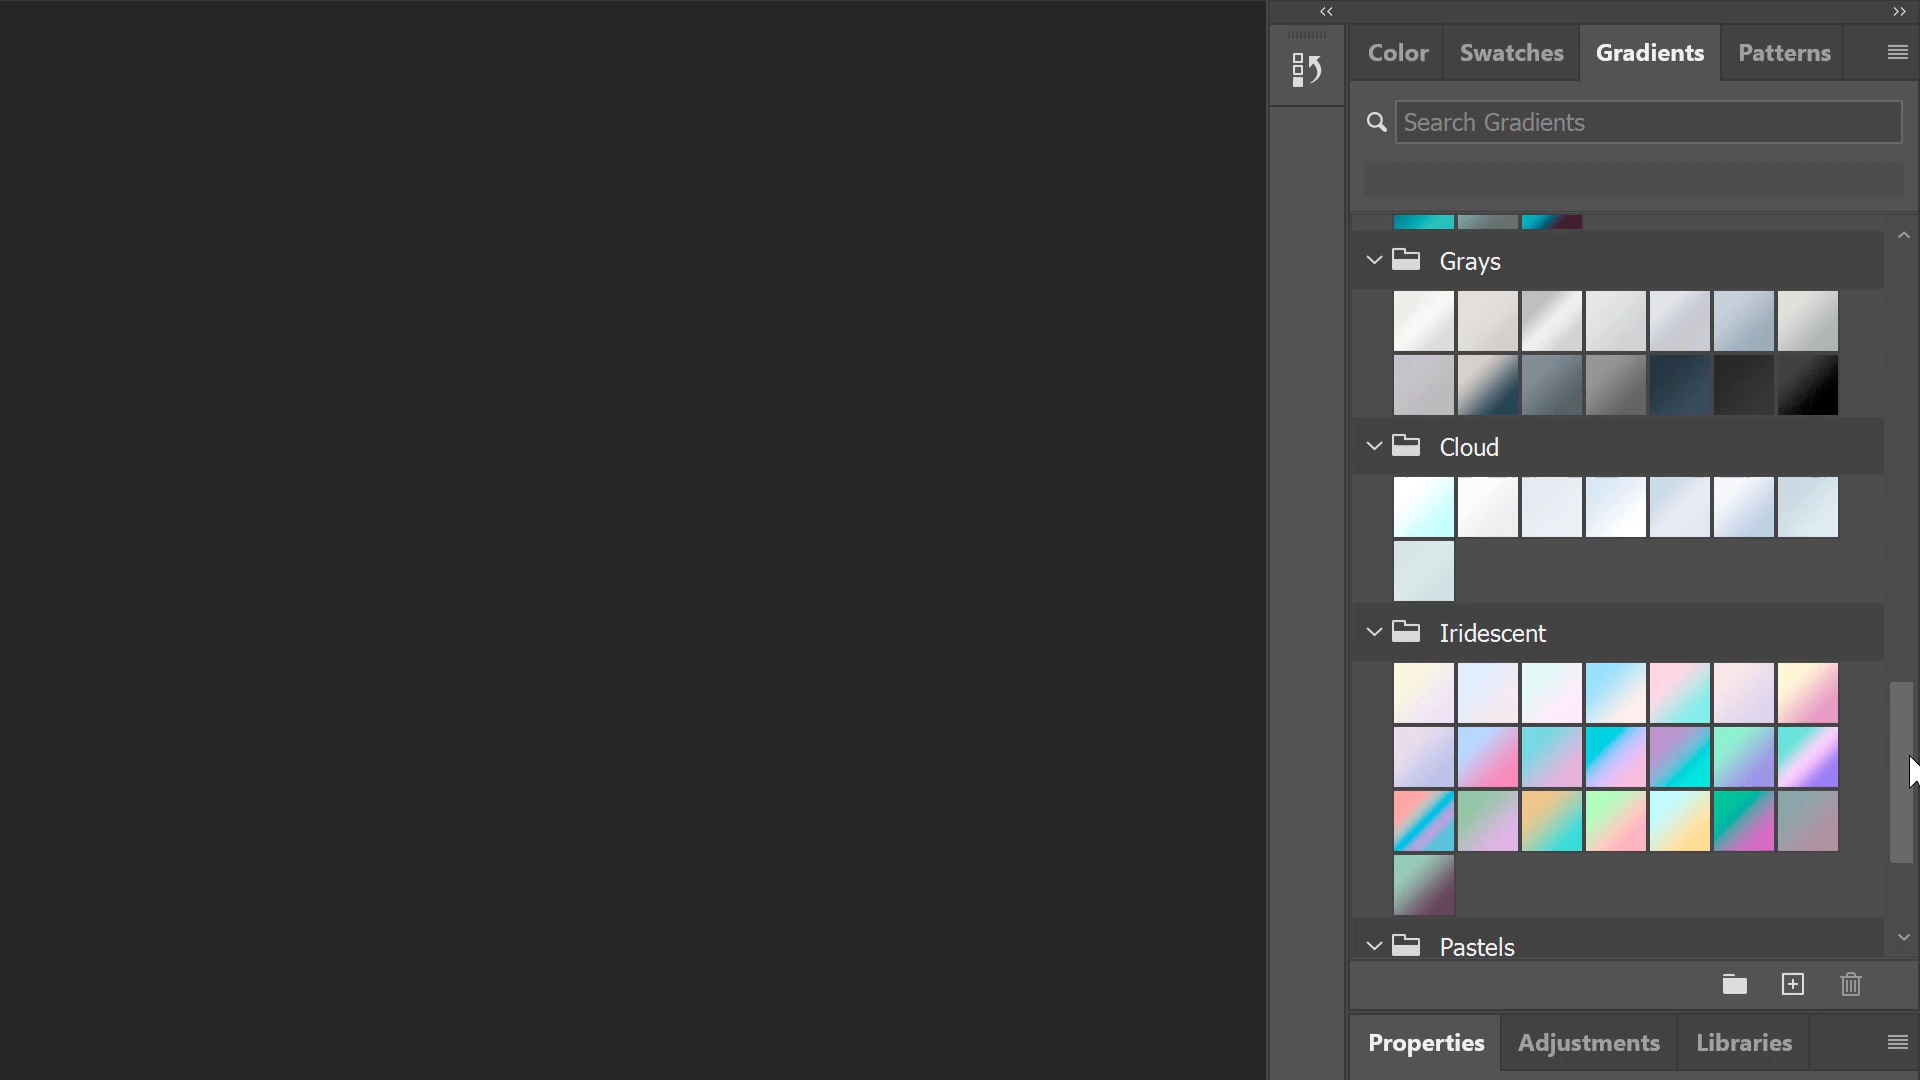 Color
Swatches
Gradients
Patterns
Search Gradients
Grays
Cloud
Iridescent
Pastels
Properties
Adjustments
Libraries